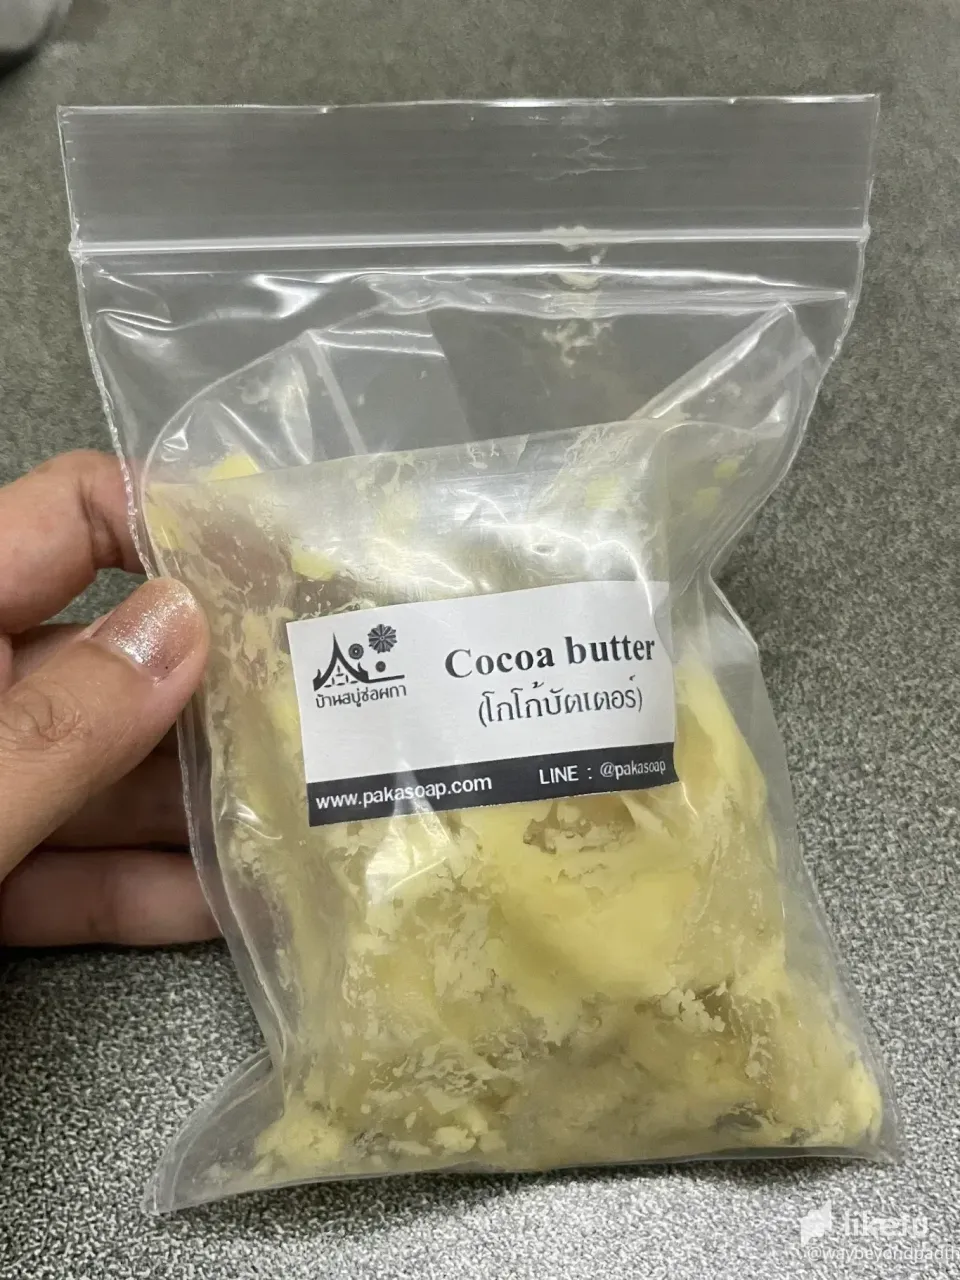 บ้านสบู่ช่อผกา
Cocoa butter
(โกโก้บัตเตอร์)
www.pakasoap.com
LINE : @pakasoap
likefu